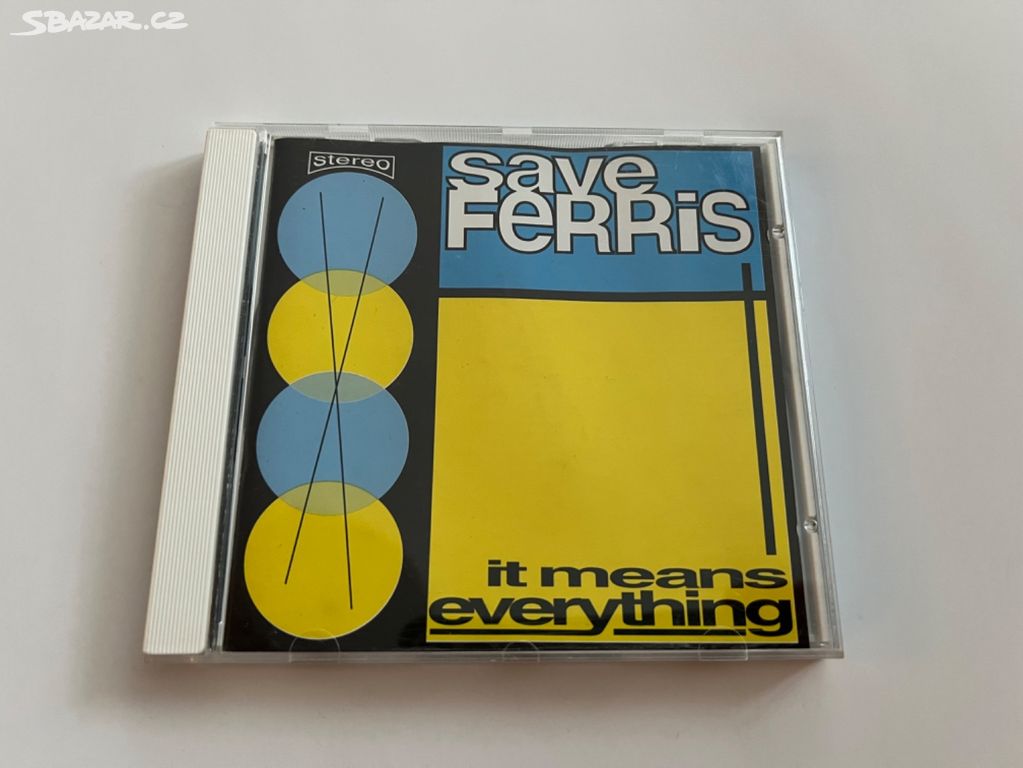 SBAZAR.CZ
stereo
save
FeRRiS
it means
everything